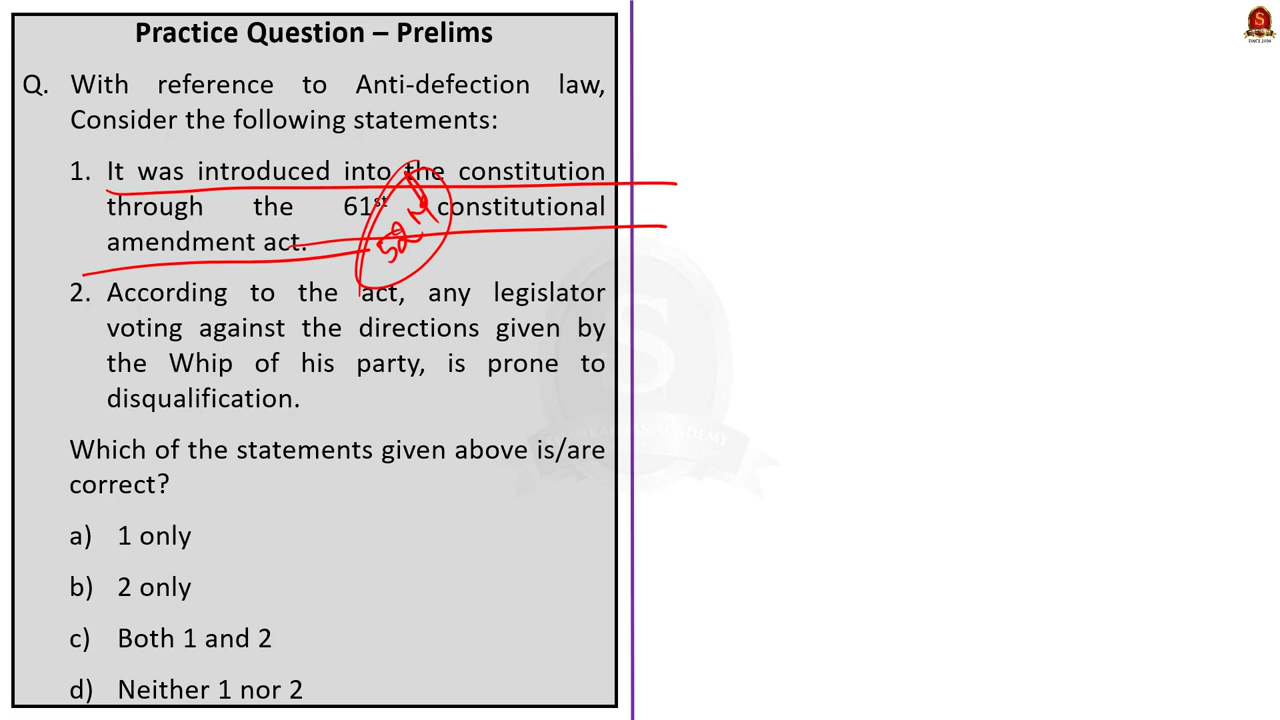 Practice Question – Prelims
Q. With reference to Anti-defection law,
Consider the following statements:
1. It was introduced into the constitution
through the 61st constitutional
amendment act.
52nd
2. According to the act, any legislator
voting against the directions given by
the Whip of his party, is prone to
disqualification.
Which of the statements given above is/are
correct?
a) 1 only
b) 2 only
c) Both 1 and 2
d) Neither 1 nor 2